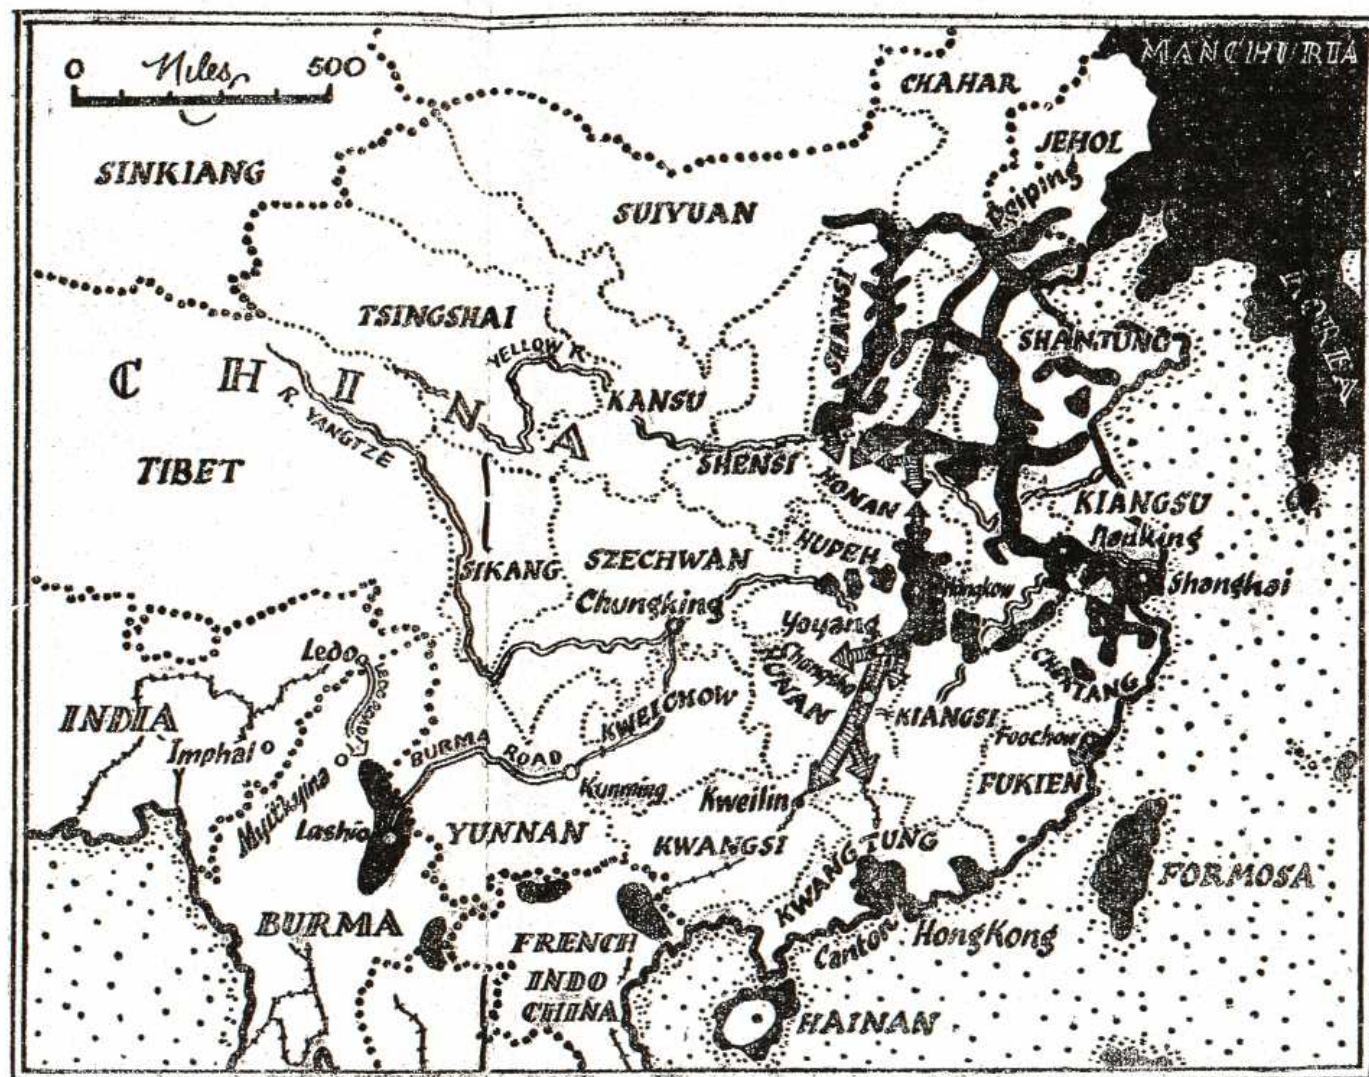 MANCHURIA
0 Miles 500
CHAHAR
JEHOL
SINKIANG
Peiping
SUIYUAN
SHANSI
KOREA
TSINGSHAI
SHANTUNG
YELLOW R.
CHINA
KANSU
R. YANGTZE
TIBET
SHENSI
HONAN
KIANGSU
Nanking
HUPEH
SZECHWAN
SIKANG
Hangkow
Shanghai
Chungking
Yoyang
Ledo
LEDO ROAD
Changsha
HUNAN
CHEKIANG
KWEICHOW
INDIA
KIANGSI
Imphal
BURMA ROAD
Foochow
Kunming
Kweilin
FUKIEN
Myitkyina
Lashio
YUNNAN
KWANGSI
KWANGTUNG
FORMOSA
BURMA
FRENCH
INDO
CHINA
Canton
HongKong
HAINAN